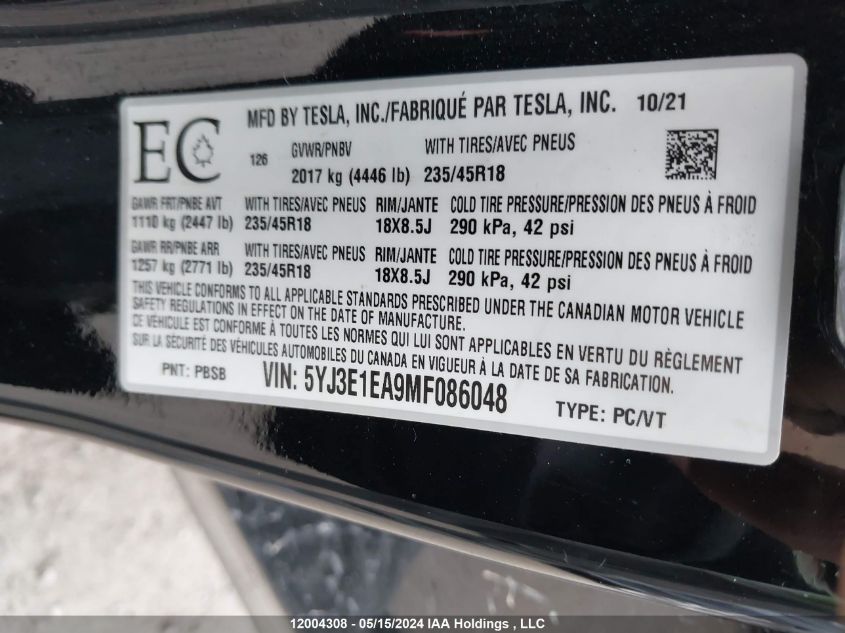 EC
MFD BY TESLA, INC./FABRIQUÉ PAR TESLA, INC. 10/21
126 GVWR/PNBV WITH TIRES/AVEC PNEUS
2017 kg (4446 lb) 235/45R18
GAWR FRT/PNBE AVT WITH TIRES/AVEC PNEUS RIM/JANTE COLD TIRE PRESSURE/PRESSION DES PNEUS À FROID
1110 kg (2447 lb) 235/45R18 18X8.5J 290 kPa, 42 psi
GAWR RR/PNBE ARR WITH TIRES/AVEC PNEUS RIM/JANTE COLD TIRE PRESSURE/PRESSION DES PNEUS À FROID
1257 kg (2771 lb) 235/45R18 18X8.5J 290 kPa, 42 psi
THIS VEHICLE CONFORMS TO ALL APPLICABLE STANDARDS PRESCRIBED UNDER THE CANADIAN MOTOR VEHICLE
SAFETY REGULATIONS IN EFFECT ON THE DATE OF MANUFACTURE.
CE VÉHICULE EST CONFORME À TOUTES LES NORMES QUI LUI SONT APPLICABLES EN VERTU DU RÈGLEMENT
SUR LA SÉCURITÉ DES VÉHICULES AUTOMOBILES DU CANADA EN VIGUEUR À LA DATE DE SA FABRICATION.
PNT: PBSB VIN: 5YJ3E1EA9MF086048 TYPE: PC/VT
12004308 - 05/15/2024 IAA Holdings , LLC